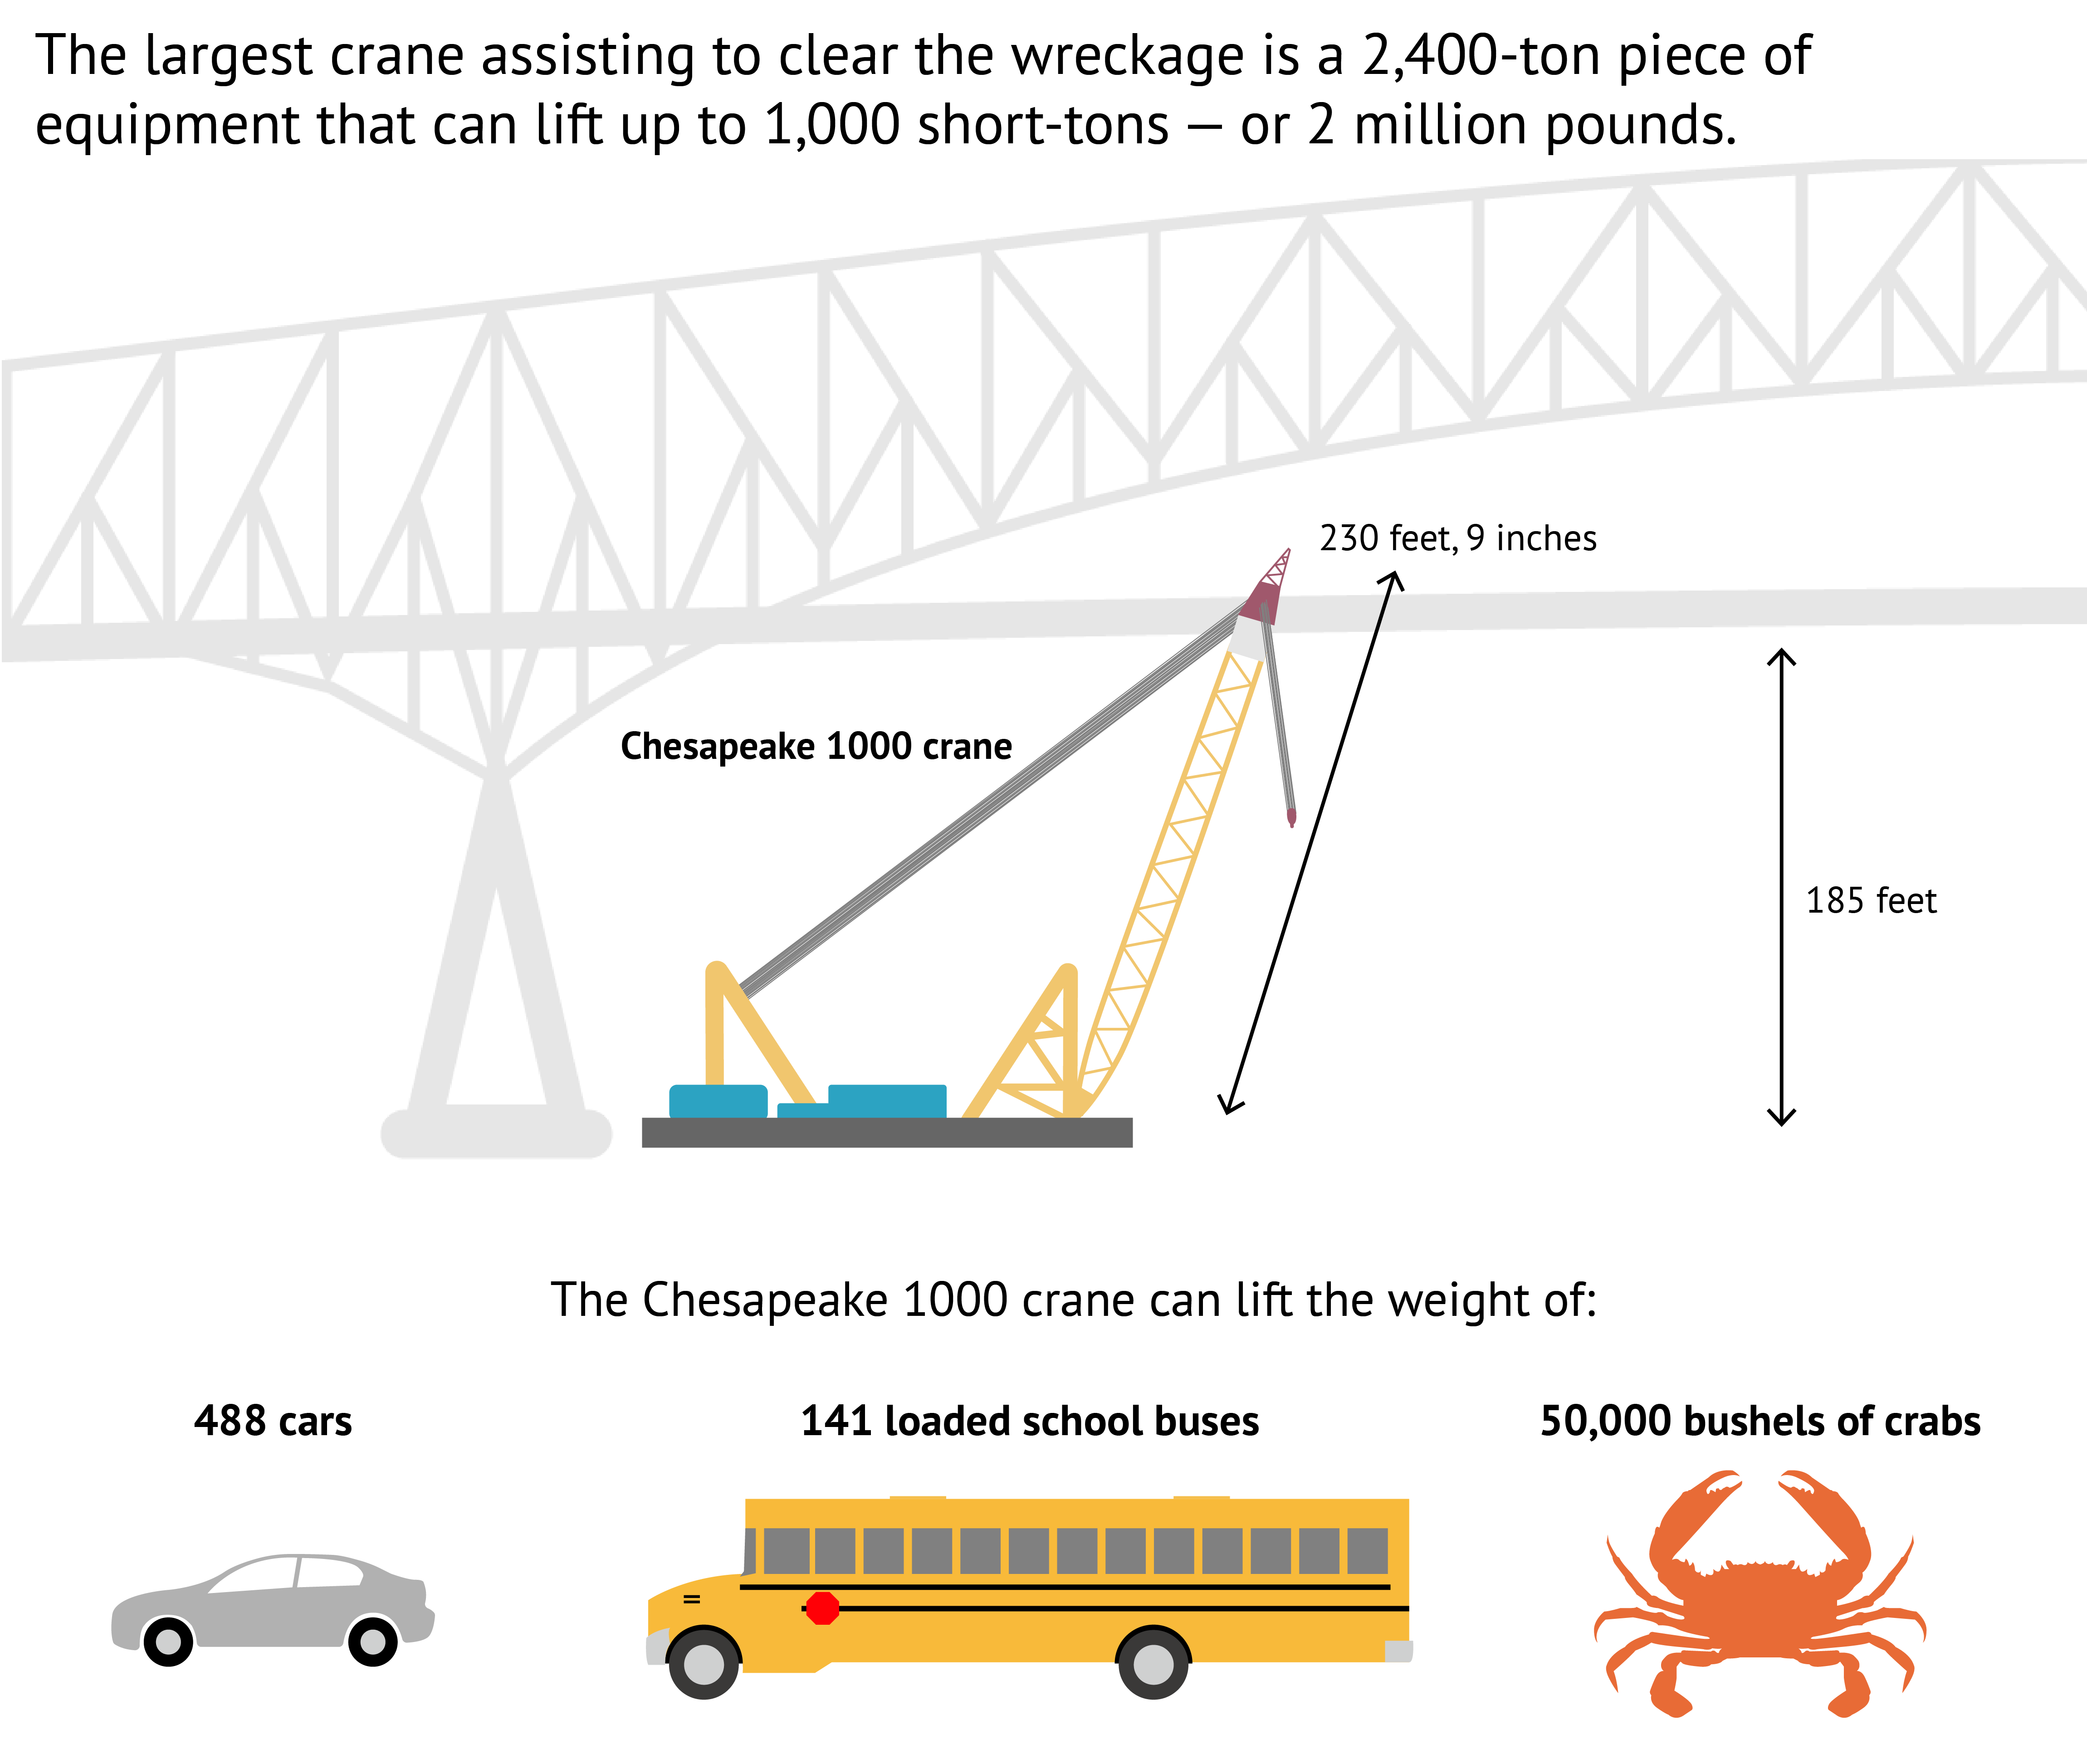 The largest crane assisting to clear the wreckage is a 2,400-ton piece of
equipment that can lift up to 1,000 short-tons — or 2 million pounds.
230 feet, 9 inches
Chesapeake 1000 crane
185 feet
The Chesapeake 1000 crane can lift the weight of:
488 cars
141 loaded school buses
50,000 bushels of crabs